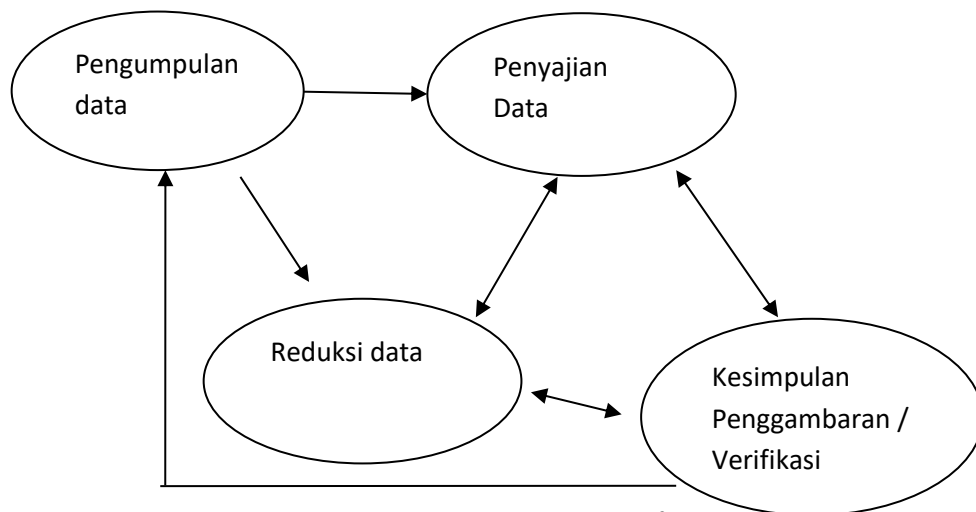 Pengumpulan
data
Penyajian
Data
Reduksi data
Kesimpulan
Penggambaran /
Verifikasi